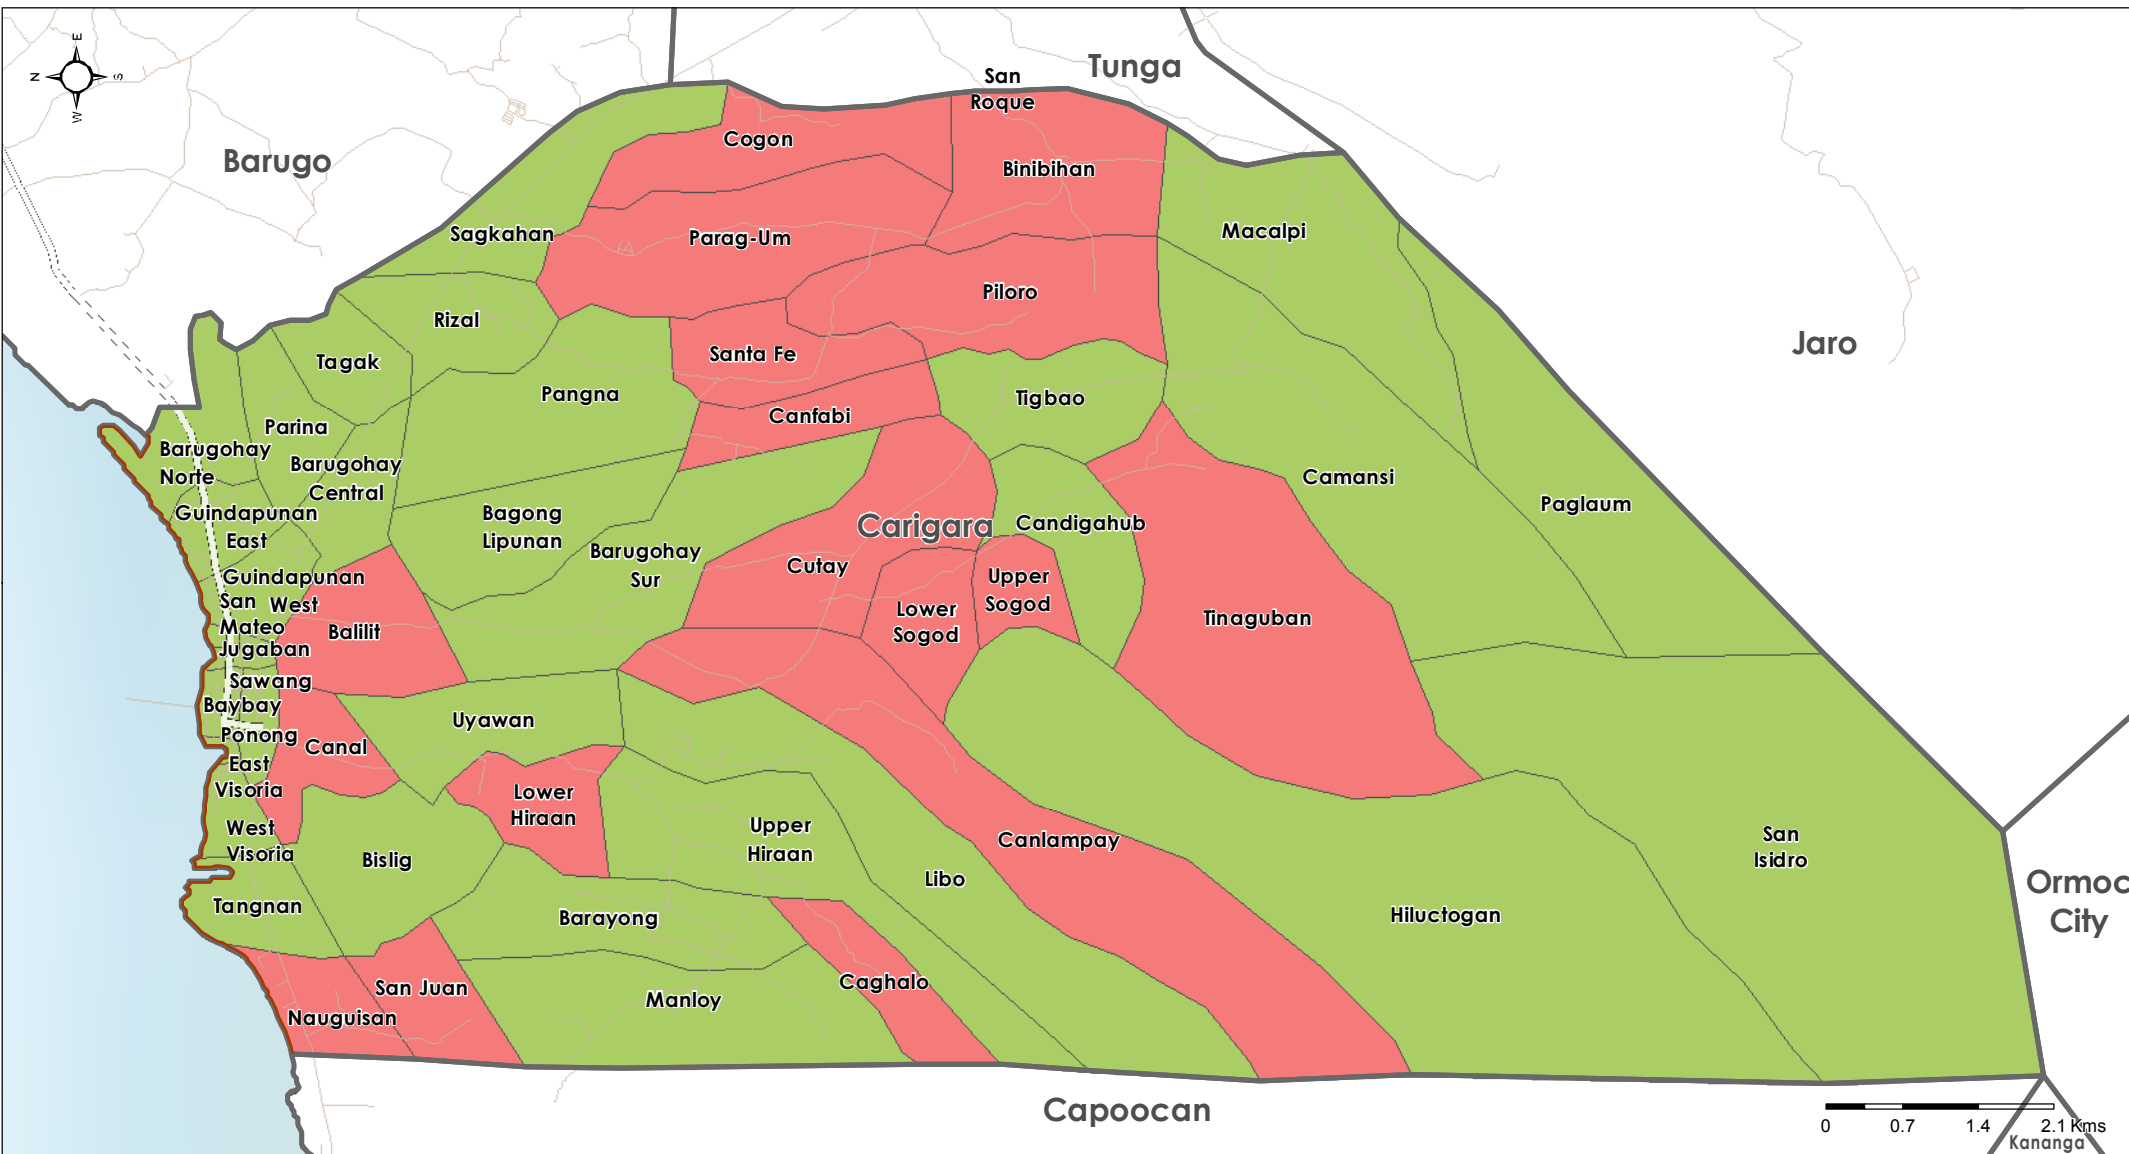 E
N
S
W
Tunga
San
Roque
Cogon
Barugo
Binibihan
Sagkahan
Parag-Um
Macalpi
Piloro
Rizal
Jaro
Tagak
Santa Fe
Pangna
Tigbao
Canfabi
Parina
Barugohay
Norte
Barugohay
Central
Camansi
Paglaum
Guindapunan
East
Bagong
Lipunan
Carigara
Candigahub
Barugohay
Sur
Cutay
Upper
Sogod
Guindapunan
West
San
Mateo
Lower
Sogod
Tinaguban
Balilit
Jugaban
Sawang
Baybay
Uyawan
Ponong
Canal
East
Visoria
Lower
Hiraan
West
Visoria
Upper
Hiraan
Canlampay
San
Isidro
Bislig
Libo
Ormoc
City
Tangnan
Barayong
Hiluctogan
San Juan
Caghalo
Manloy
Nauguisan
Capoocan
0 0.7 1.4 2.1 Kms
Kananga